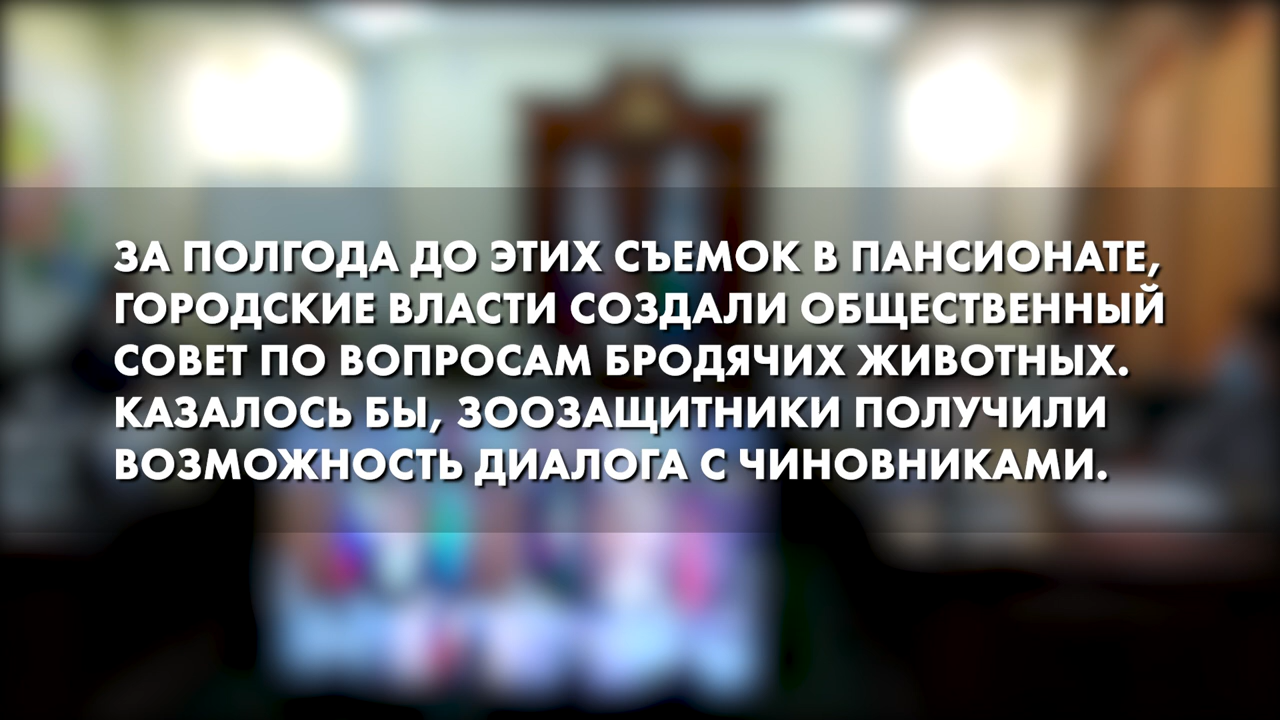 ЗА ПОЛГОДА ДО ЭТИХ СЪЕМОК В ПАНСИОНАТЕ,
ГОРОДСКИЕ ВЛАСТИ СОЗДАЛИ ОБЩЕСТВЕННЫЙ
СОВЕТ ПО ВОПРОСАМ БРОДЯЧИХ ЖИВОТНЫХ.
КАЗАЛОСЬ БЫ, ЗООЗАЩИТНИКИ ПОЛУЧИЛИ
ВОЗМОЖНОСТЬ ДИАЛОГА С ЧИНОВНИКАМИ.